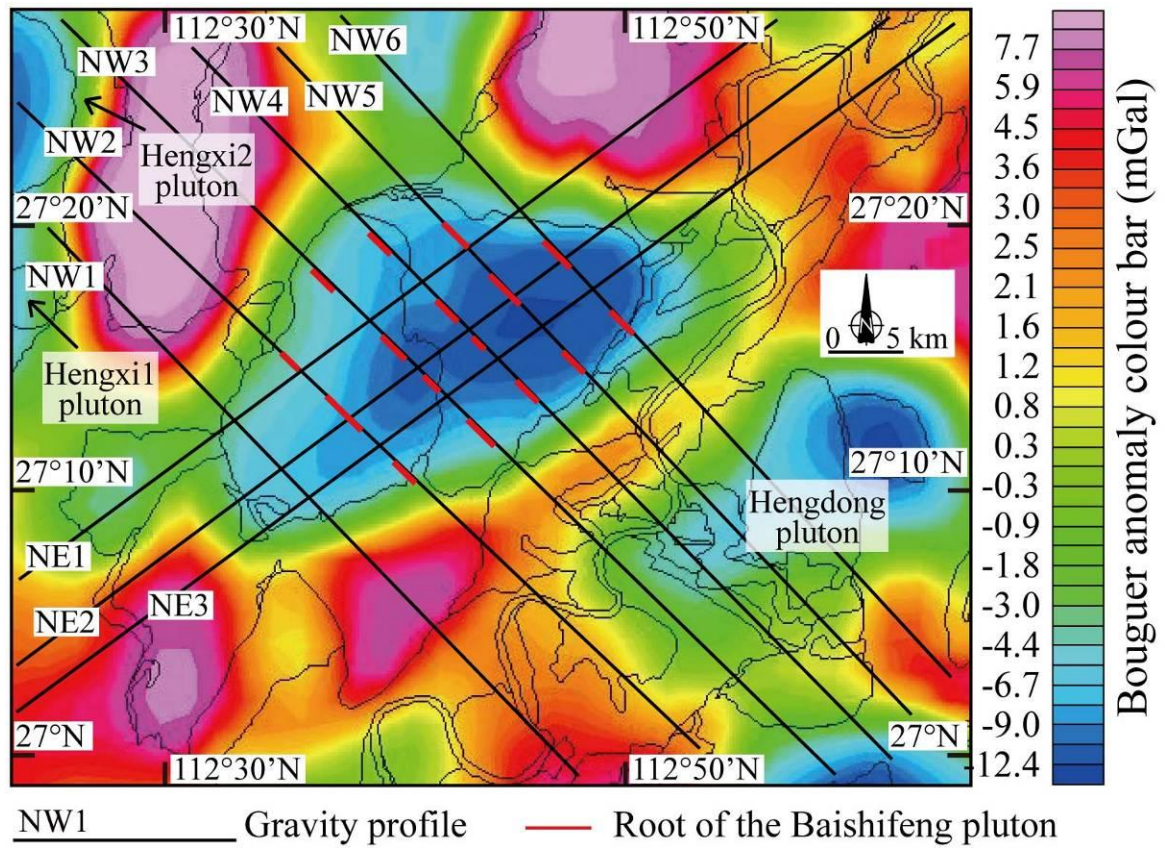 112°30'N
112°50'N
NW6
NW3
NW4
NW5
NW2
Hengxi2
pluton
27°20'N
27°20'N
NW1
N
0 5 km
Hengxi1
pluton
27°10'N
27°10'N
Hengdong
pluton
NE1
NE2
NE3
27°N
27°N
112°30'N
112°50'N
7.7
5.9
4.5
3.6
3.0
2.5
2.1
1.6
1.2
0.8
0.3
-0.3
-0.9
-1.8
-3.0
-4.4
-6.7
-9.0
-12.4
Bouguer anomaly colour bar (mGal)
NW1 Gravity profile
Root of the Baishifeng pluton